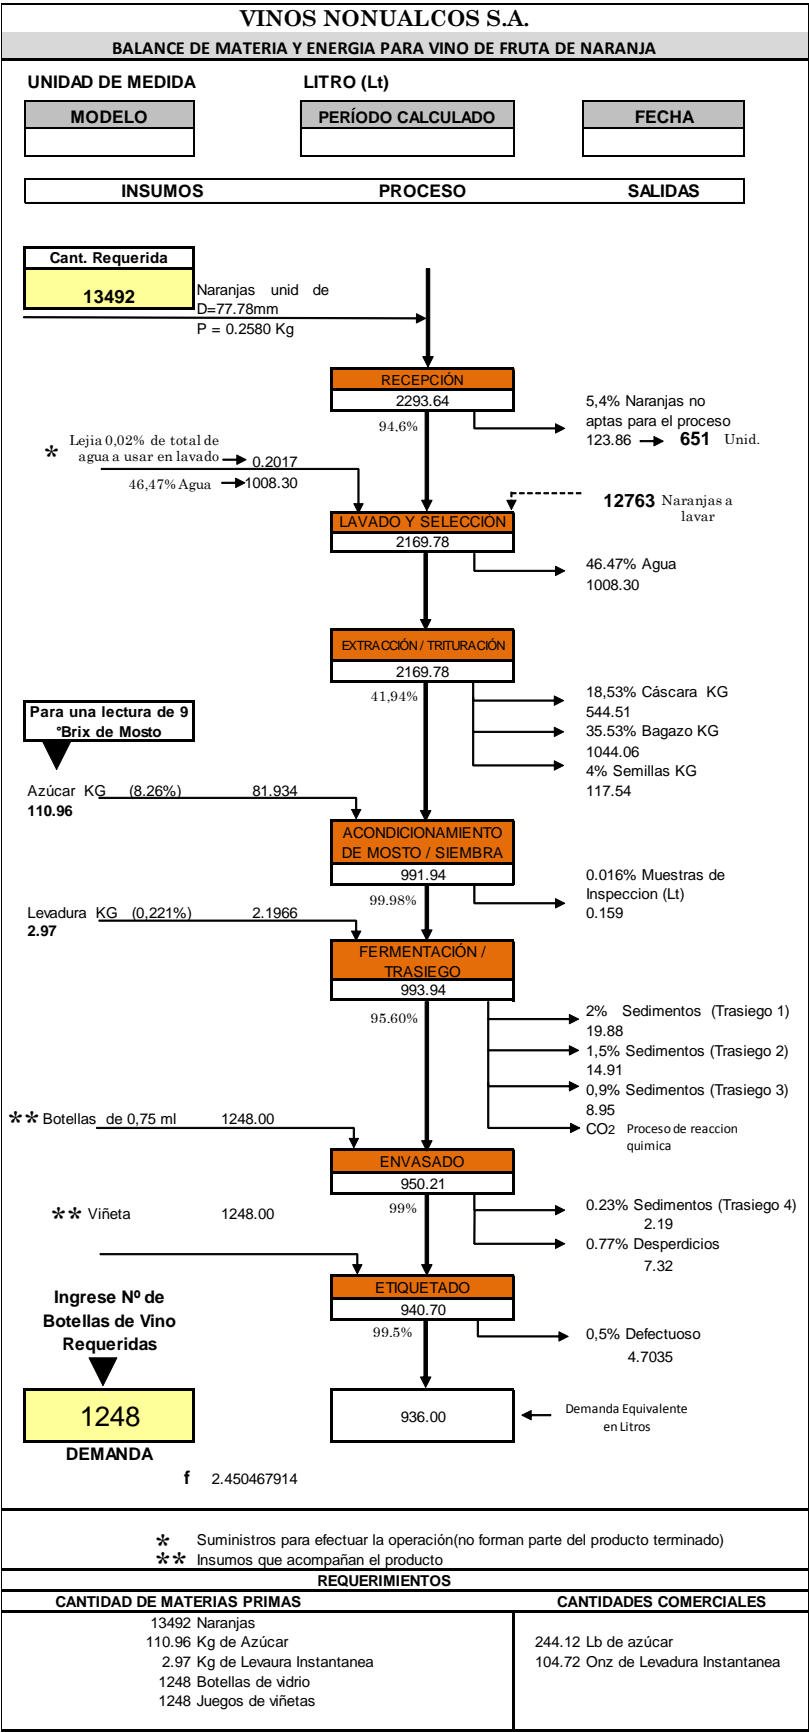 VINOS NONUALCOS S.A.
BALANCE DE MATERIA Y ENERGIA PARA VINO DE FRUTA DE NARANJA
UNIDAD DE MEDIDA LITRO (Lt)
MODELO PERÍODO CALCULADO FECHA
INSUMOS PROCESO SALIDAS
Cant. Requerida
13492
Naranjas unid de
D=77.78mm
P = 0.2580 Kg
RECEPCIÓN
2293.64
94,6%
5,4% Naranjas no
aptas para el proceso
123.86 651 Unid.
* Lejia 0,02% de total de
agua a usar en lavado 0.2017
46,47% Agua 1008.30
12763 Naranjas a
lavar
LAVADO Y SELECCIÓN
2169.78
46.47% Agua
1008.30
EXTRACCIÓN / TRITURACIÓN
2169.78
41,94%
18,53% Cáscara KG
544.51
35.53% Bagazo KG
1044.06
4% Semillas KG
117.54
Para una lectura de 9
°Brix de Mosto
Azúcar KG (8.26%) 81.934
110.96
ACONDICIONAMIENTO
DE MOSTO / SIEMBRA
991.94
99.98%
0.016% Muestras de
Inspeccion (Lt)
0.159
Levadura KG (0,221%) 2.1966
2.97
FERMENTACIÓN /
TRASIEGO
993.94
95.60%
2% Sedimentos (Trasiego 1)
19.88
1,5% Sedimentos (Trasiego 2)
14.91
0,9% Sedimentos (Trasiego 3)
8.95
CO2 Proceso de reaccion
quimica
** Botellas de 0,75 ml 1248.00
ENVASADO
950.21
99%
0.23% Sedimentos (Trasiego 4)
2.19
0.77% Desperdicios
7.32
** Viñeta 1248.00
ETIQUETADO
940.70
99.5%
0,5% Defectuoso
4.7035
Ingrese Nº de
Botellas de Vino
Requeridas
1248
DEMANDA
936.00
Demanda Equivalente
en Litros
f 2.450467914
* Suministros para efectuar la operación(no forman parte del producto terminado)
** Insumos que acompañan el producto
REQUERIMIENTOS
CANTIDAD DE MATERIAS PRIMAS CANTIDADES COMERCIALES
13492 Naranjas
110.96 Kg de Azúcar 244.12 Lb de azúcar
2.97 Kg de Levaura Instantanea 104.72 Onz de Levadura Instantanea
1248 Botellas de vidrio
1248 Juegos de viñetas